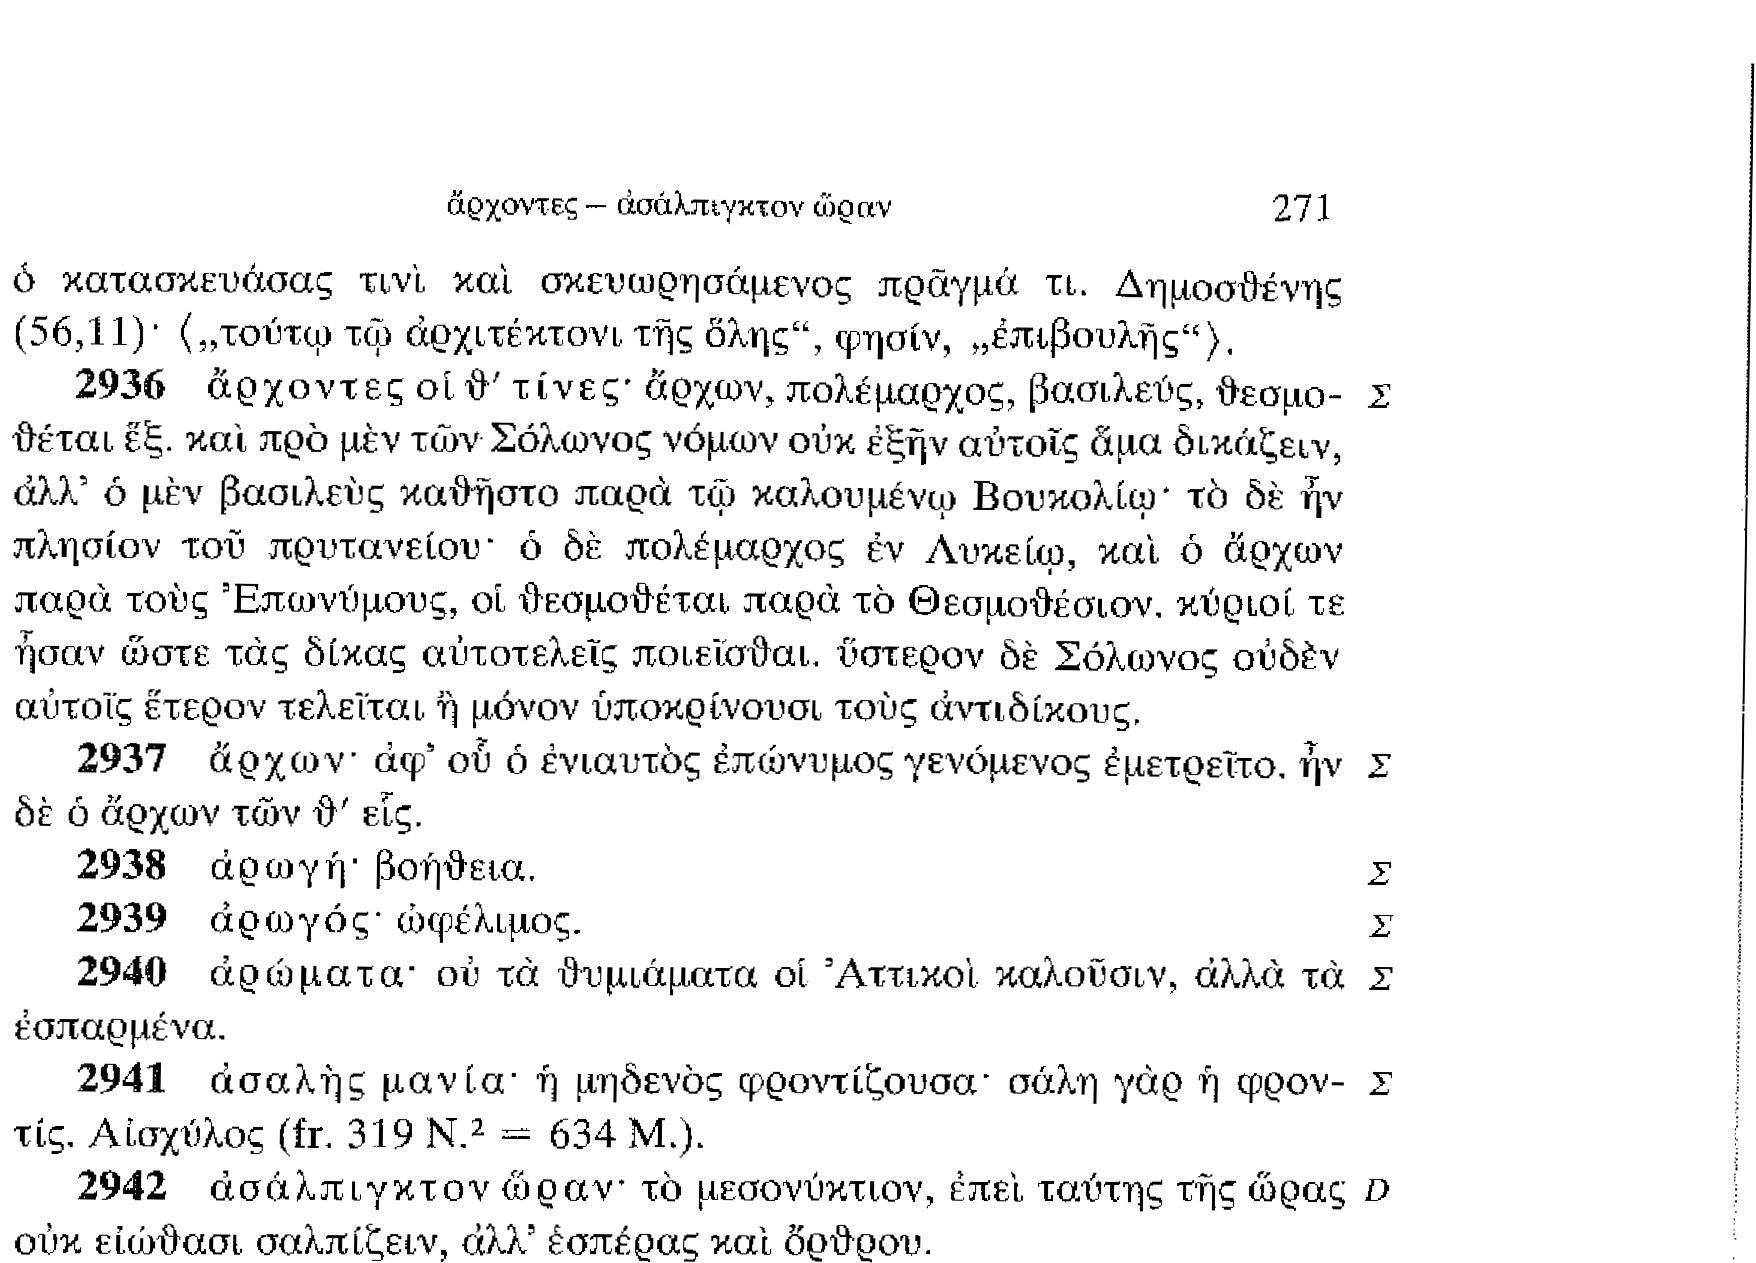 ἄρχοντες – ἀσάλπιγκτον ὥραν 271
ὁ κατασκευάσας τινὶ καὶ σκευωρησάμενος πρᾶγμά τι. Δημοσθένης
(56,11)· ⟨„τούτῳ τῷ ἀρχιτέκτονι τῆς ὅλης“, φησίν, „ἐπιβουλῆς“⟩.
2936 ἄρχοντες οἱ θ′ τίνες· ἄρχων, πολέμαρχος, βασιλεύς, θεσμο- Σ
θέται ἕξ. καὶ πρὸ μὲν τῶν Σόλωνος νόμων οὐκ ἐξῆν αὐτοῖς ἅμα δικάζειν,
ἀλλ’ ὁ μὲν βασιλεὺς καθῆστο παρὰ τῷ καλουμένῳ Βουκολίῳ· τὸ δὲ ἦν
πλησίον τοῦ πρυτανείου· ὁ δὲ πολέμαρχος ἐν Λυκείῳ, καὶ ὁ ἄρχων
παρὰ τοὺς Ἐπωνύμους, οἱ θεσμοθέται παρὰ τὸ Θεσμοθέσιον. κύριοί τε
ἦσαν ὥστε τὰς δίκας αὐτοτελεῖς ποιεῖσθαι. ὕστερον δὲ Σόλωνος οὐδὲν
αὐτοῖς ἕτερον τελεῖται ἢ μόνον ὑποκρίνουσι τοὺς ἀντιδίκους.
2937 ἄρχων· ἀφ’ οὗ ὁ ἐνιαυτὸς ἐπώνυμος γενόμενος ἐμετρεῖτο. ἦν Σ
δὲ ὁ ἄρχων τῶν θ′ εἷς.
2938 ἀρωγή· βοήθεια. Σ
2939 ἀρωγός· ὠφέλιμος. Σ
2940 ἀρώματα· οὐ τὰ θυμιάματα οἱ Ἀττικοὶ καλοῦσιν, ἀλλὰ τὰ Σ
ἐσπαρμένα.
2941 ἀσαλὴς μανία· ἡ μηδενὸς φροντίζουσα· σάλη γὰρ ἡ φρον- Σ
τίς. Αἰσχύλος (fr. 319 N.² = 634 M.).
2942 ἀσάλπιγκτον ὥραν· τὸ μεσονύκτιον, ἐπεὶ ταύτης τῆς ὥρας D
οὐκ εἰώθασι σαλπίζειν, ἀλλ’ ἑσπέρας καὶ ὄρθρου.